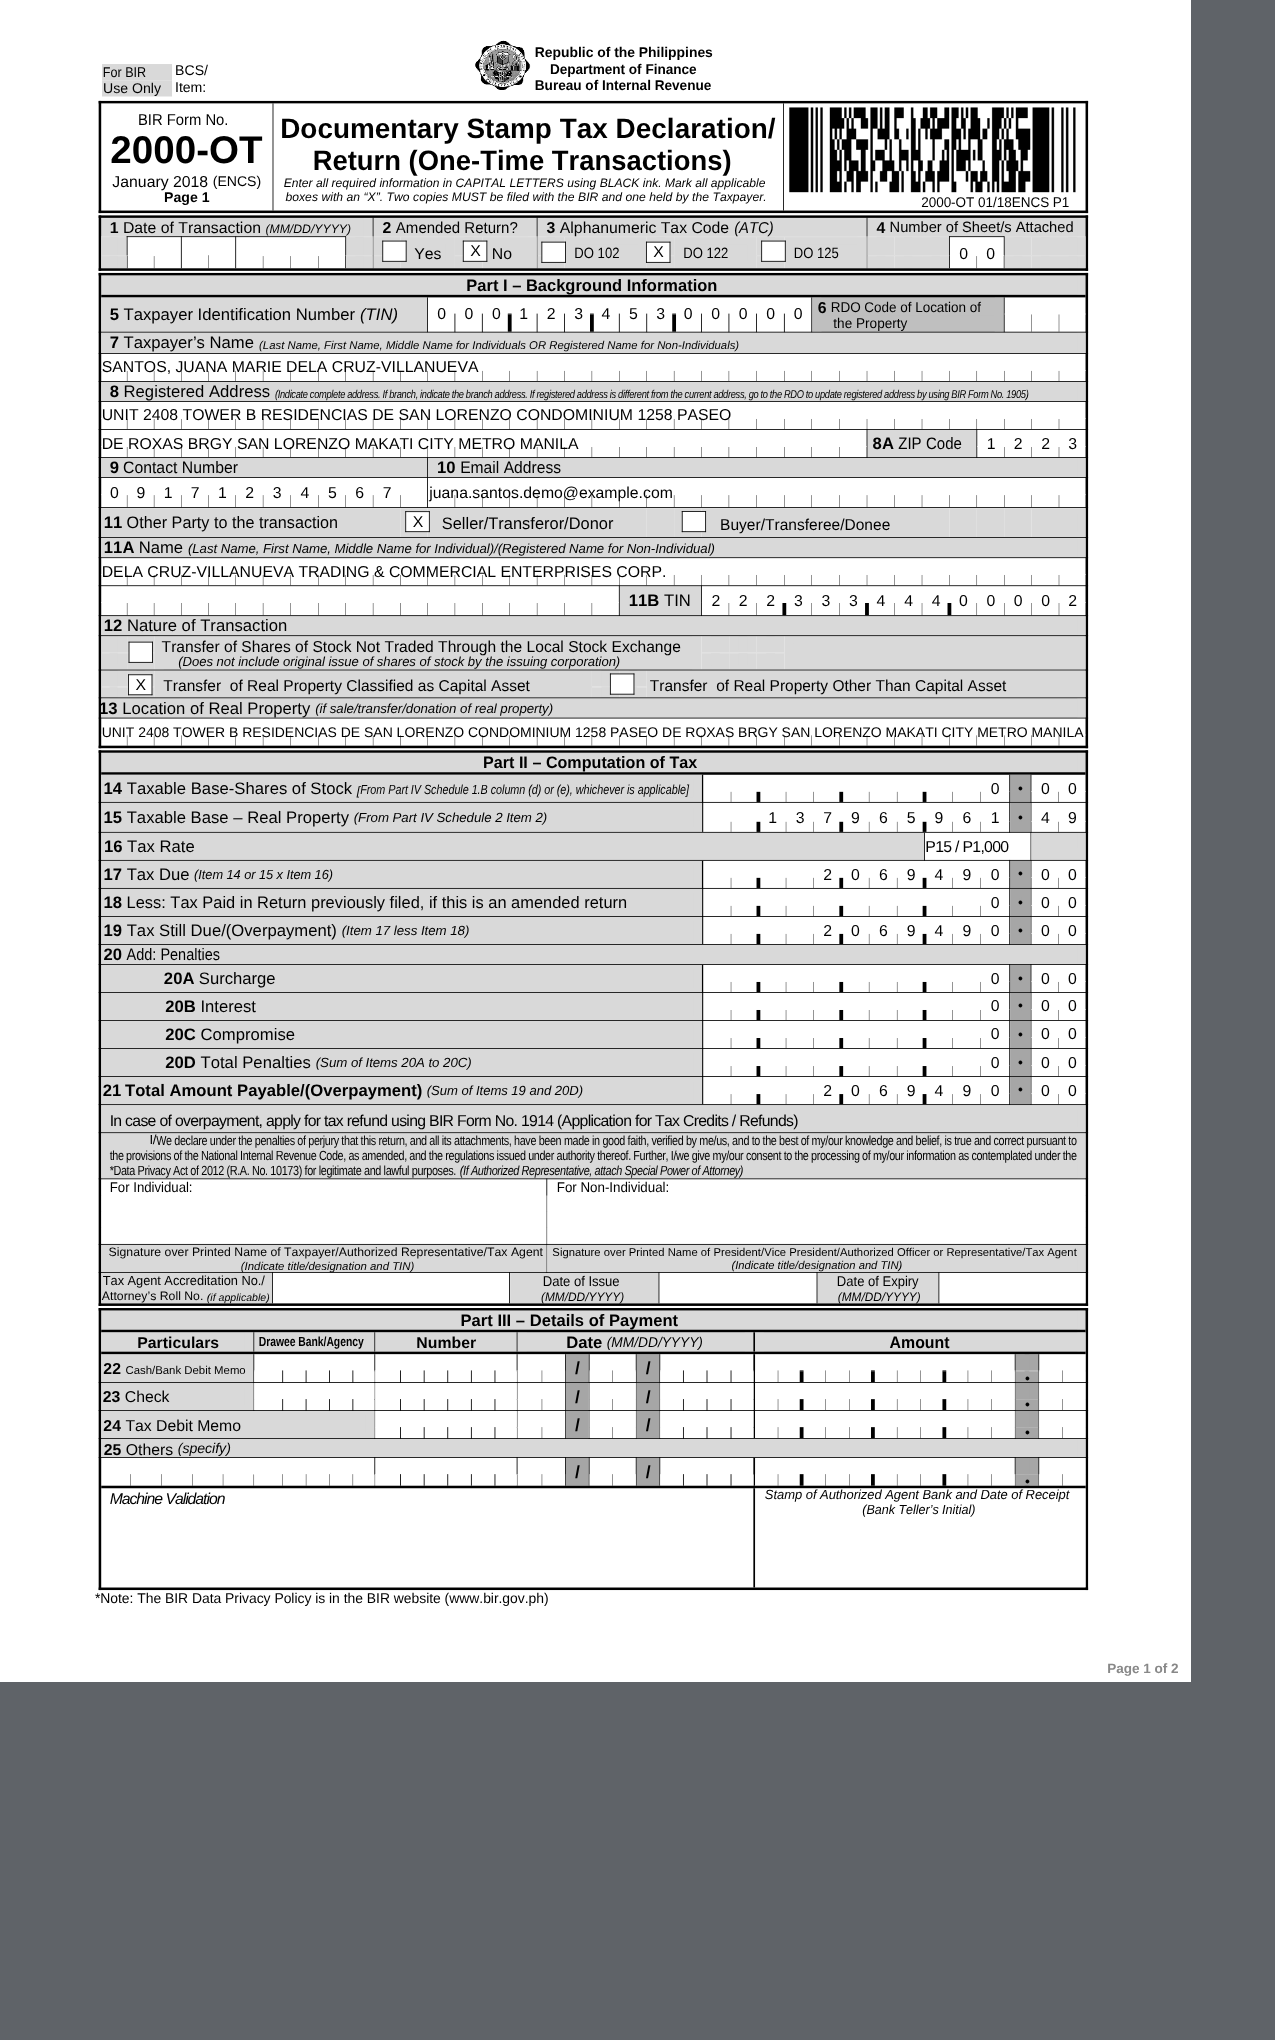 For BIR BCS/
Use Only Item:
Republic of the Philippines
Department of Finance
Bureau of Internal Revenue
BIR Form No.
2000-OT
January 2018 (ENCS)
Page 1
Documentary Stamp Tax Declaration/
Return (One-Time Transactions)
Enter all required information in CAPITAL LETTERS using BLACK ink. Mark all applicable
boxes with an “X”. Two copies MUST be filed with the BIR and one held by the Taxpayer.
2000-OT 01/18ENCS P1
1 Date of Transaction (MM/DD/YYYY) 2 Amended Return? 3 Alphanumeric Tax Code (ATC) 4 Number of Sheet/s Attached
Yes X No DO 102 X DO 122 DO 125 0 0
Part I – Background Information
5 Taxpayer Identification Number (TIN) 0 0 0 1 2 3 4 5 3 0 0 0 0 0 6 RDO Code of Location of
the Property
7 Taxpayer’s Name (Last Name, First Name, Middle Name for Individuals OR Registered Name for Non-Individuals)
SANTOS, JUANA MARIE DELA CRUZ-VILLANUEVA
8 Registered Address (Indicate complete address. If branch, indicate the branch address. If registered address is different from the current address, go to the RDO to update registered address by using BIR Form No. 1905)
UNIT 2408 TOWER B RESIDENCIAS DE SAN LORENZO CONDOMINIUM 1258 PASEO
DE ROXAS BRGY SAN LORENZO MAKATI CITY METRO MANILA 8A ZIP Code 1 2 2 3
9 Contact Number 10 Email Address
0 9 1 7 1 2 3 4 5 6 7 juana.santos.demo@example.com
11 Other Party to the transaction X Seller/Transferor/Donor Buyer/Transferee/Donee
11A Name (Last Name, First Name, Middle Name for Individual)/(Registered Name for Non-Individual)
DELA CRUZ-VILLANUEVA TRADING & COMMERCIAL ENTERPRISES CORP.
11B TIN 2 2 2 3 3 3 4 4 4 0 0 0 0 2
12 Nature of Transaction
Transfer of Shares of Stock Not Traded Through the Local Stock Exchange
(Does not include original issue of shares of stock by the issuing corporation)
X Transfer of Real Property Classified as Capital Asset Transfer of Real Property Other Than Capital Asset
13 Location of Real Property (if sale/transfer/donation of real property)
UNIT 2408 TOWER B RESIDENCIAS DE SAN LORENZO CONDOMINIUM 1258 PASEO DE ROXAS BRGY SAN LORENZO MAKATI CITY METRO MANILA
Part II – Computation of Tax
14 Taxable Base-Shares of Stock [From Part IV Schedule 1.B column (d) or (e), whichever is applicable] 0 • 0 0
15 Taxable Base – Real Property (From Part IV Schedule 2 Item 2) 1 3 7 9 6 5 9 6 1 • 4 9
16 Tax Rate P15 / P1,000
17 Tax Due (Item 14 or 15 x Item 16) 2 0 6 9 4 9 0 • 0 0
18 Less: Tax Paid in Return previously filed, if this is an amended return 0 • 0 0
19 Tax Still Due/(Overpayment) (Item 17 less Item 18) 2 0 6 9 4 9 0 • 0 0
20 Add: Penalties
20A Surcharge 0 • 0 0
20B Interest 0 • 0 0
20C Compromise 0 • 0 0
20D Total Penalties (Sum of Items 20A to 20C) 0 • 0 0
21 Total Amount Payable/(Overpayment) (Sum of Items 19 and 20D) 2 0 6 9 4 9 0 • 0 0
In case of overpayment, apply for tax refund using BIR Form No. 1914 (Application for Tax Credits / Refunds)
I/We declare under the penalties of perjury that this return, and all its attachments, have been made in good faith, verified by me/us, and to the best of my/our knowledge and belief, is true and correct pursuant to
the provisions of the National Internal Revenue Code, as amended, and the regulations issued under authority thereof. Further, I/we give my/our consent to the processing of my/our information as contemplated under the
*Data Privacy Act of 2012 (R.A. No. 10173) for legitimate and lawful purposes. (If Authorized Representative, attach Special Power of Attorney)
For Individual: For Non-Individual:
Signature over Printed Name of Taxpayer/Authorized Representative/Tax Agent Signature over Printed Name of President/Vice President/Authorized Officer or Representative/Tax Agent
(Indicate title/designation and TIN) (Indicate title/designation and TIN)
Tax Agent Accreditation No./ Date of Issue Date of Expiry
Attorney’s Roll No. (if applicable) (MM/DD/YYYY) (MM/DD/YYYY)
Part III – Details of Payment
Particulars Drawee Bank/Agency Number Date (MM/DD/YYYY) Amount
22 Cash/Bank Debit Memo / / .
23 Check / / .
24 Tax Debit Memo / / .
25 Others (specify)
/ / .
Machine Validation Stamp of Authorized Agent Bank and Date of Receipt
(Bank Teller’s Initial)
*Note: The BIR Data Privacy Policy is in the BIR website (www.bir.gov.ph)
Page 1 of 2